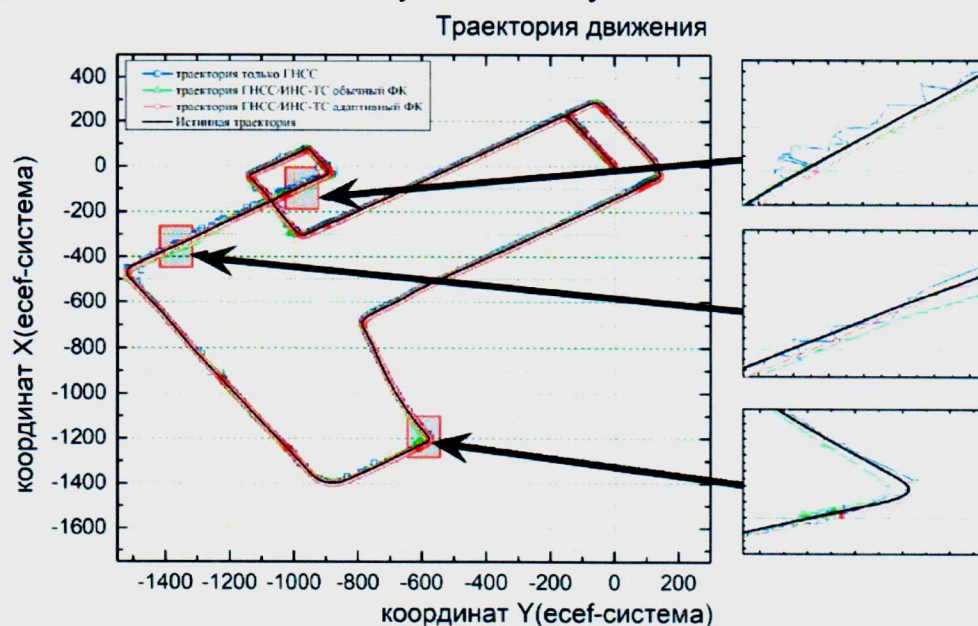 Траектория движения
траектория только ГНСС
траектория ГНСС/ИНС-ТС обычный ФК
траектория ГНСС/ИНС-ТС адаптивный ФК
Истинная траектория
400
200
0
-200
-400
-600
-800
-1000
-1200
-1400
-1600
координат X(ecef-система)
-1400 -1200 -1000 -800 -600 -400 -200 0 200
координат Y(ecef-система)